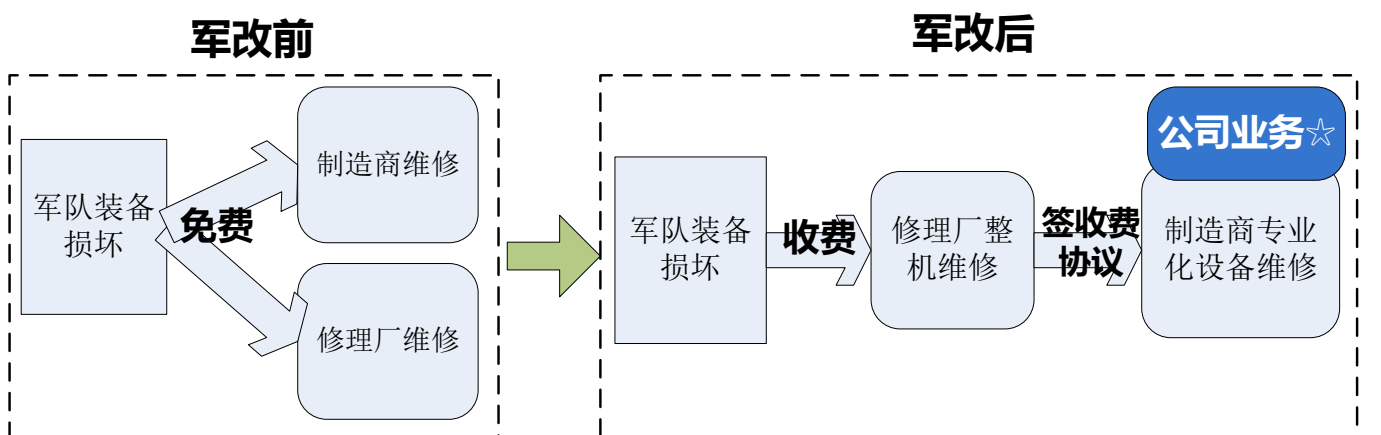 军改前
军改后
军队装备
损坏
免费
制造商维修
修理厂维修
军队装备
损坏
收费
修理厂整
机维修
签收费
协议
公司业务☆
制造商专业
化设备维修